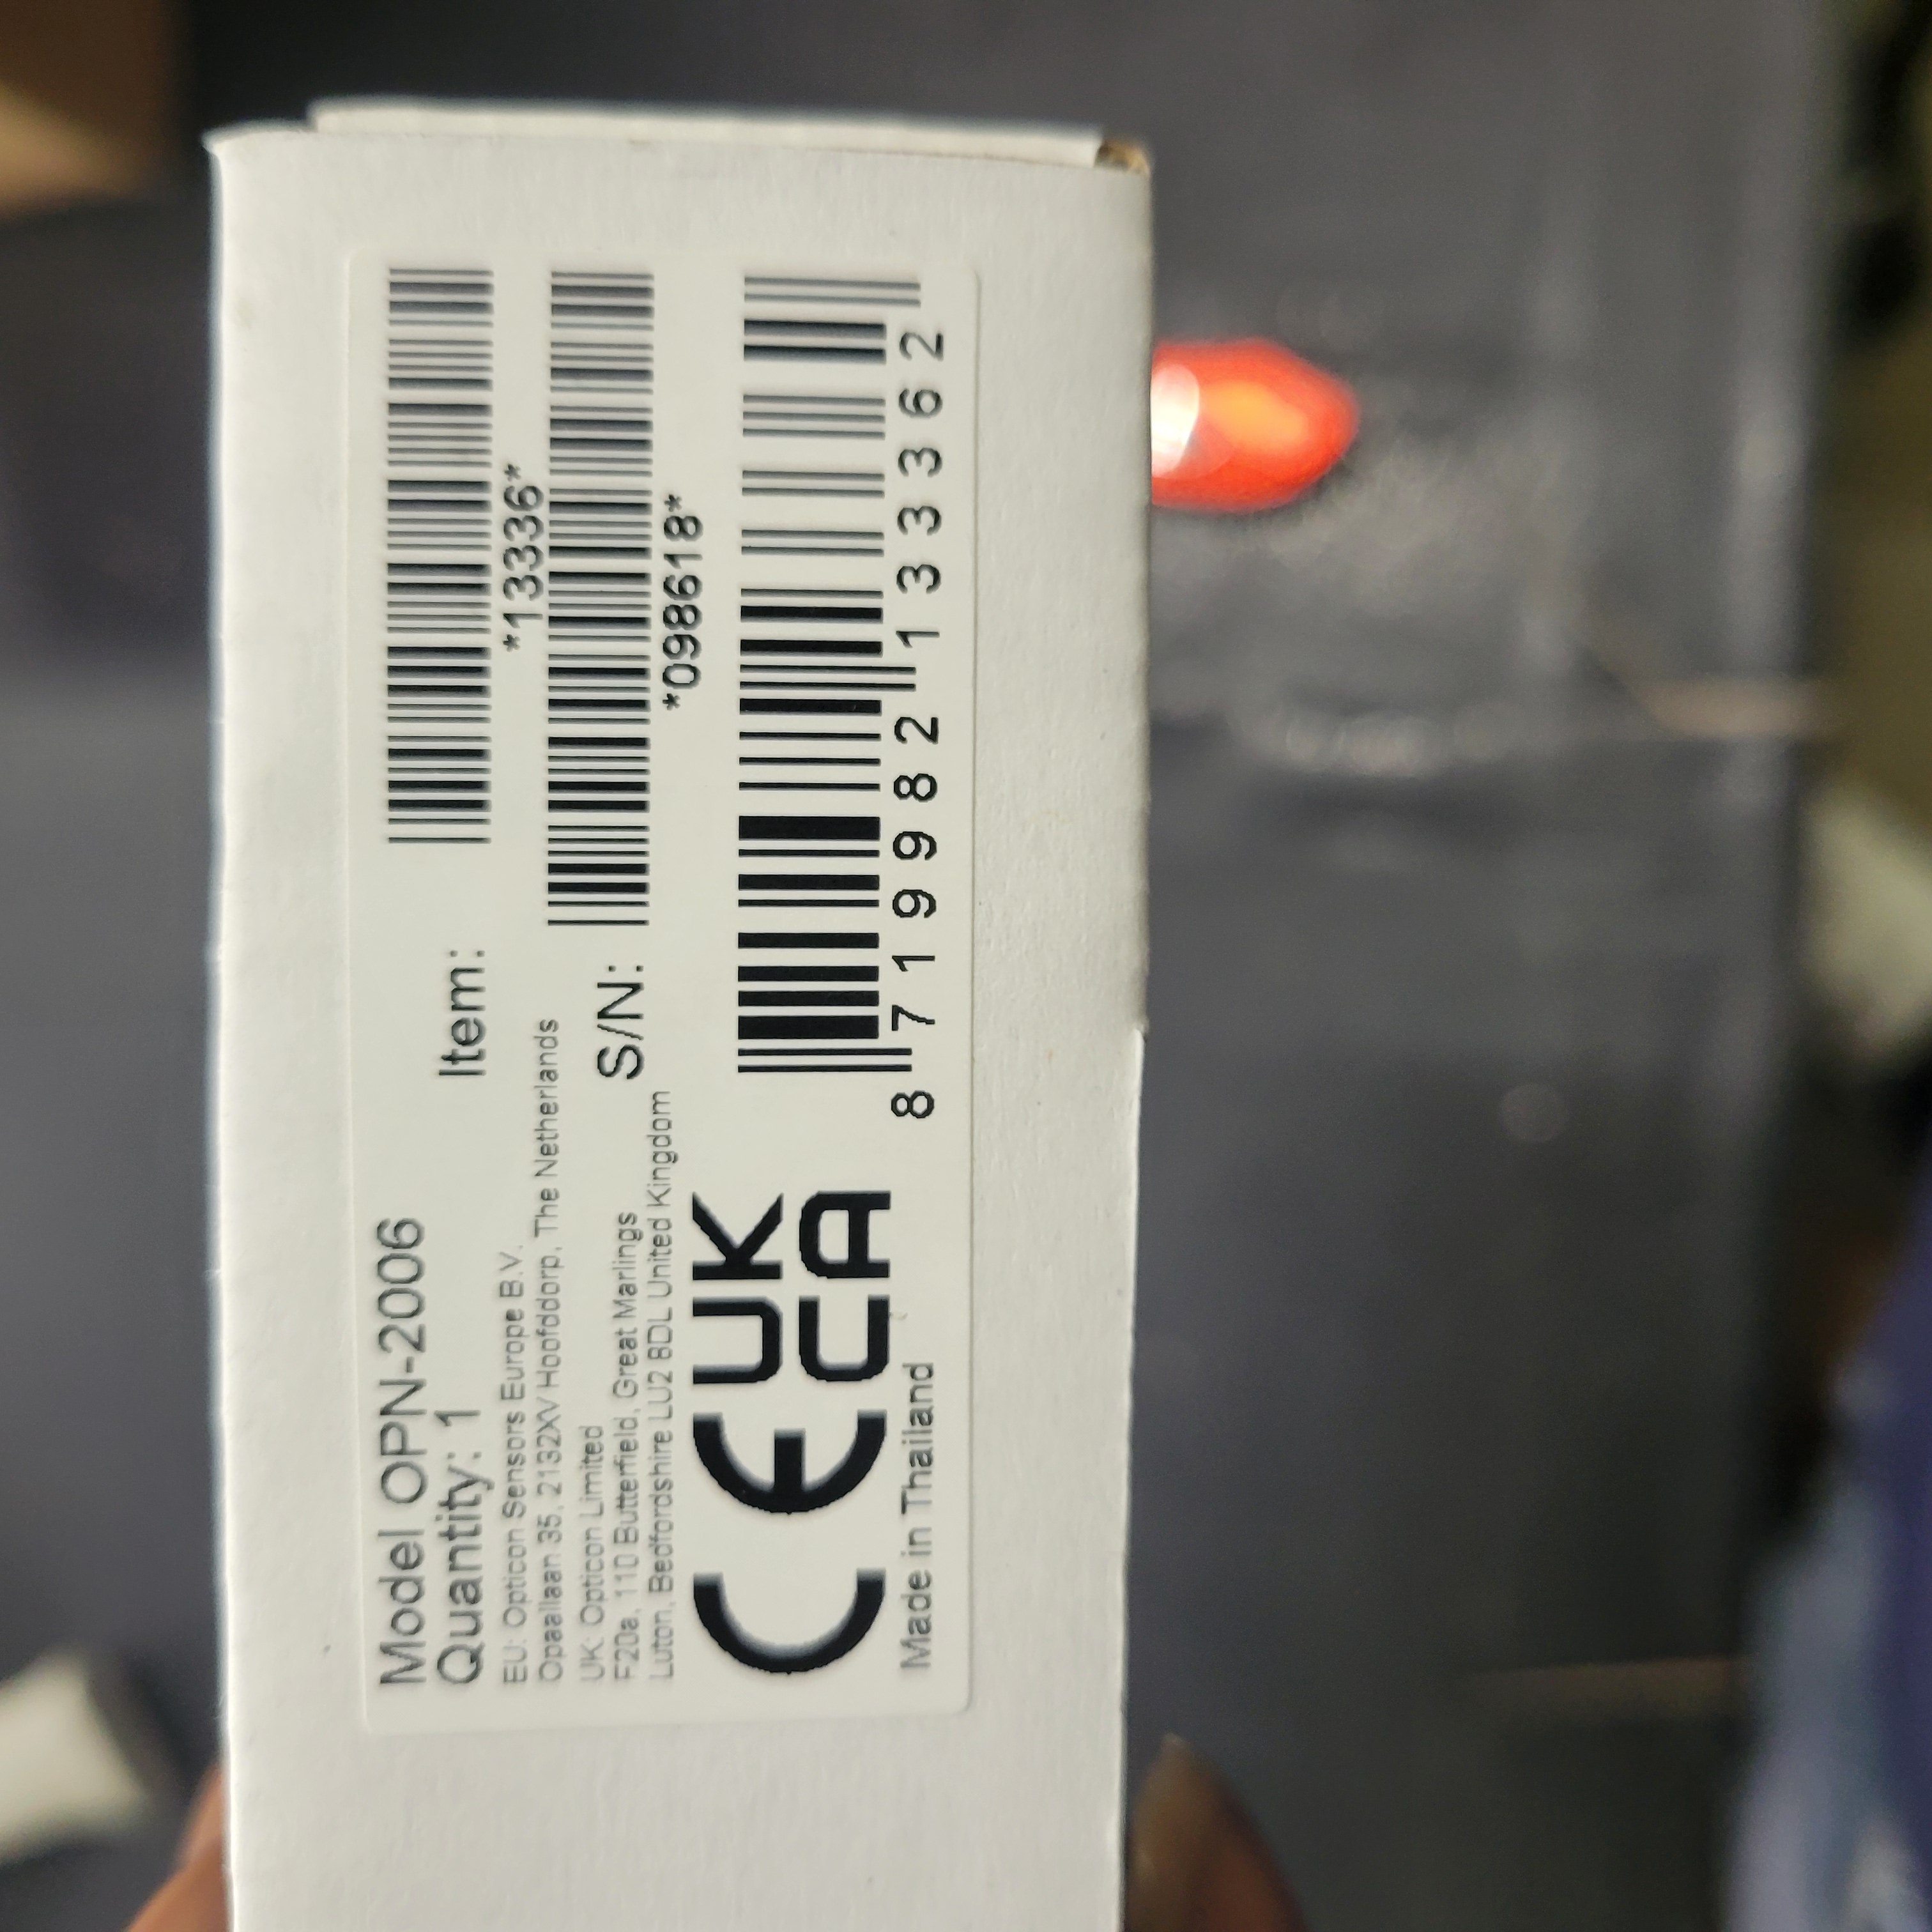 Model OPN-2006
Quantity: 1
Item:
*13336*
EU: Opticon Sensors Europe B.V.
Opaallaan 35, 2132XV Hoofddorp, The Netherlands
UK: Opticon Limited
F20a, 110 Butterfield, Great Marlings
Luton, Bedfordshire LU2 8DL United Kingdom
S/N:
*098618*
CE UK
CA
Made in Thailand
8 719982 133362